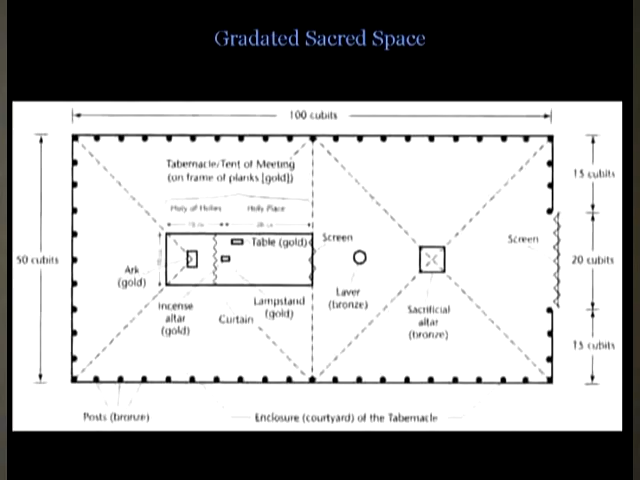 Gradated Sacred Space
100 cubits
Tabernacle/Tent of Meeting
(on frame of planks [gold])
Holy of Holies
Holy Place
15 cubits
50 cubits
Table (gold)
Screen
Screen
20 cubits
Ark
(gold)
Incense
altar
(gold)
Curtain
Lampstand
(gold)
Laver
(bronze)
Sacrificial
altar
(bronze)
15 cubits
Posts (bronze)
Enclosure (courtyard) of the Tabernacle